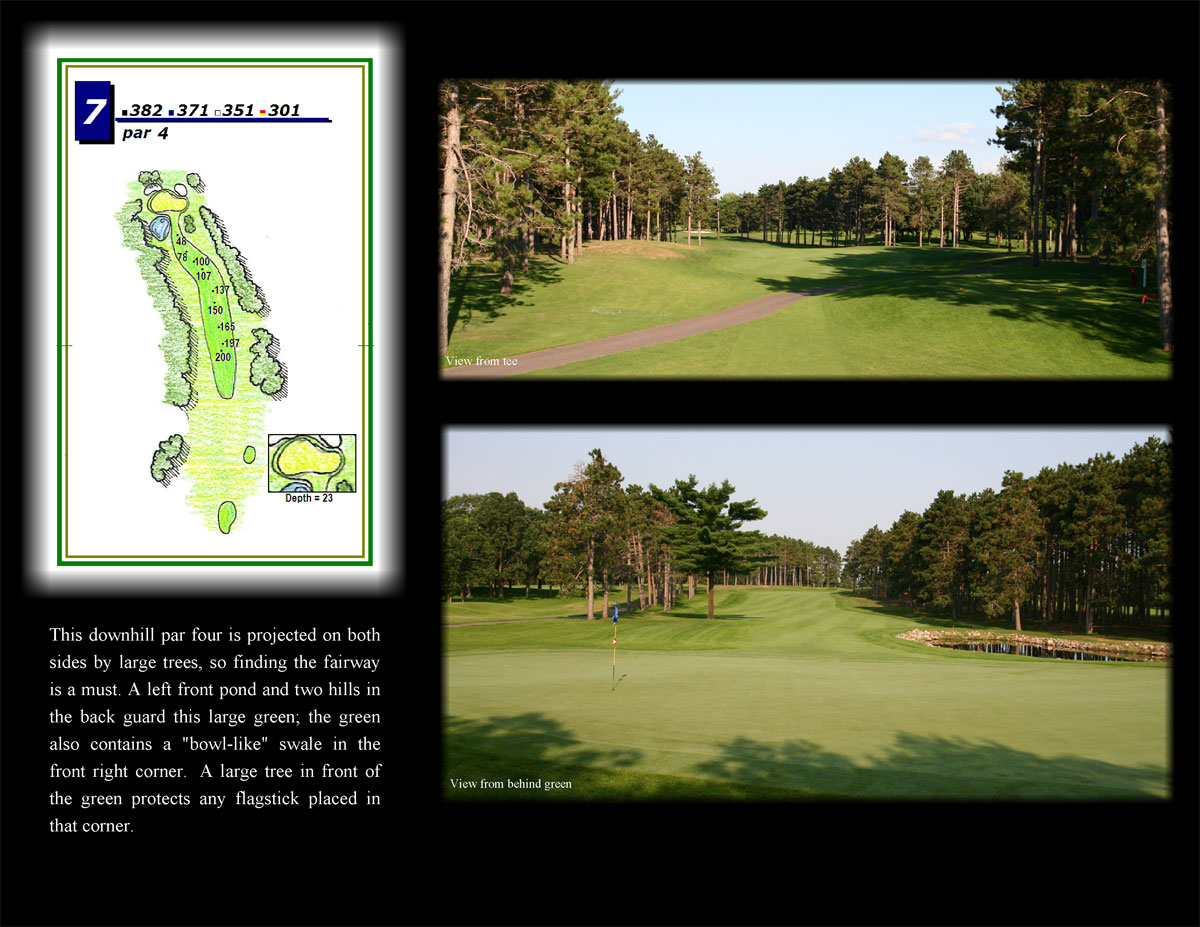 7
382 371 351 301
par 4
48
78 100
107
137
150
165
197
200
Depth = 23
View from tee
View from behind green
This downhill par four is projected on both
sides by large trees, so finding the fairway
is a must. A left front pond and two hills in
the back guard this large green; the green
also contains a "bowl-like" swale in the
front right corner. A large tree in front of
the green protects any flagstick placed in
that corner.